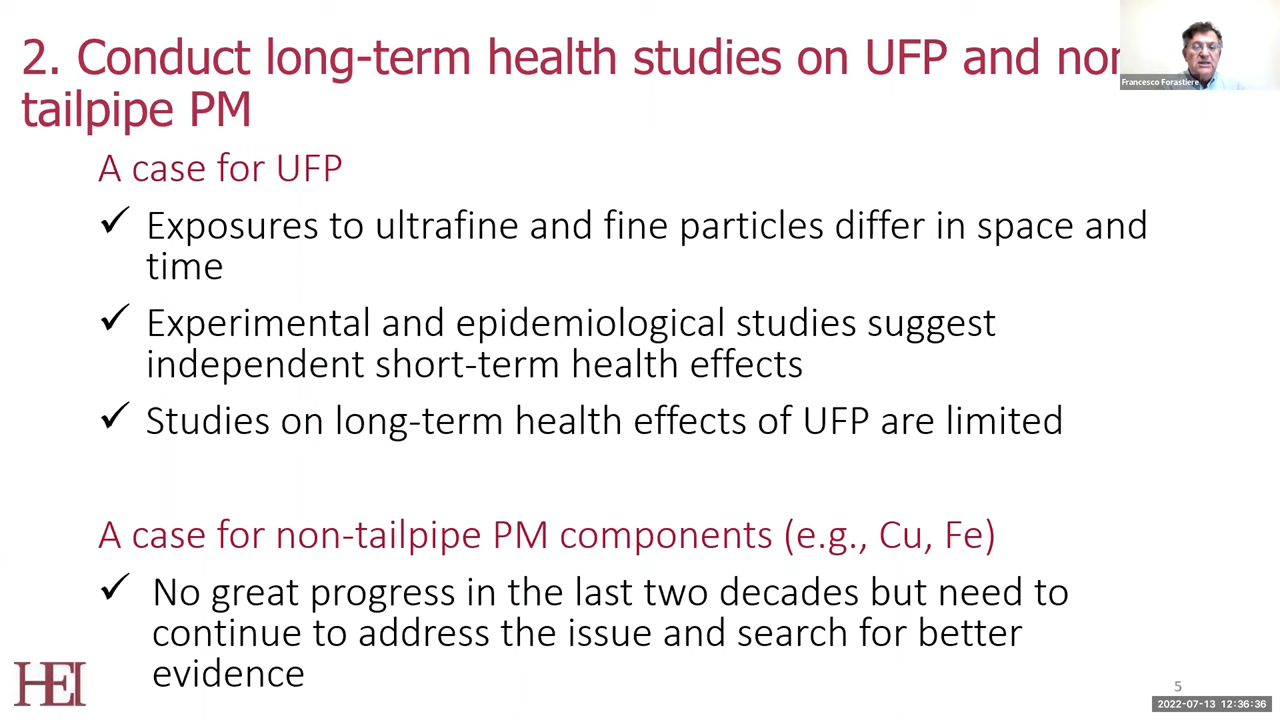 2. Conduct long-term health studies on UFP and non
tailpipe PM
Francesco Forastiere
A case for UFP
✓ Exposures to ultrafine and fine particles differ in space and
time
✓ Experimental and epidemiological studies suggest
independent short-term health effects
✓ Studies on long-term health effects of UFP are limited
A case for non-tailpipe PM components (e.g., Cu, Fe)
✓ No great progress in the last two decades but need to
continue to address the issue and search for better
evidence
HEI
5
2022-07-13 12:36:36